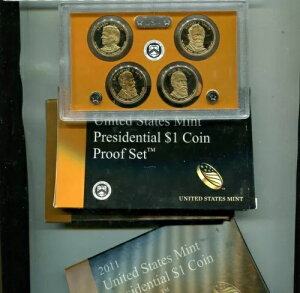 United States Mint
Presidential $1 Coin
Proof Set™
UNITED STATES MINT
2011
United States Mint
Presidential $1 Coin